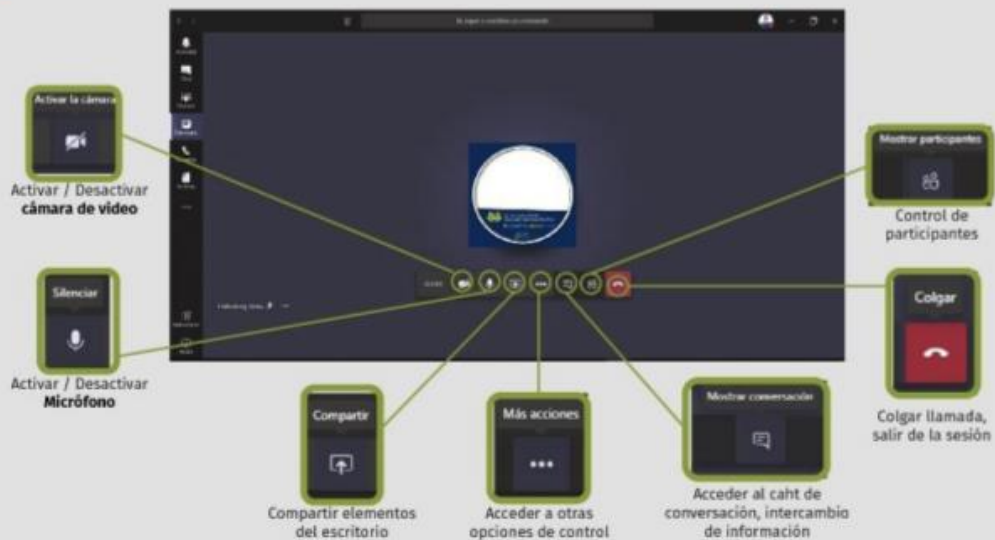 Activar la cámara
Activar / Desactivar
cámara de video
Silenciar
Activar / Desactivar
Micrófono
Compartir
Compartir elementos
del escritorio
Más acciones
Acceder a otras
opciones de control
Mostrar conversación
Acceder al caht de
conversación, intercambio
de información
Mostrar participantes
Control de
participantes
Colgar
Colgar llamada,
salir de la sesión